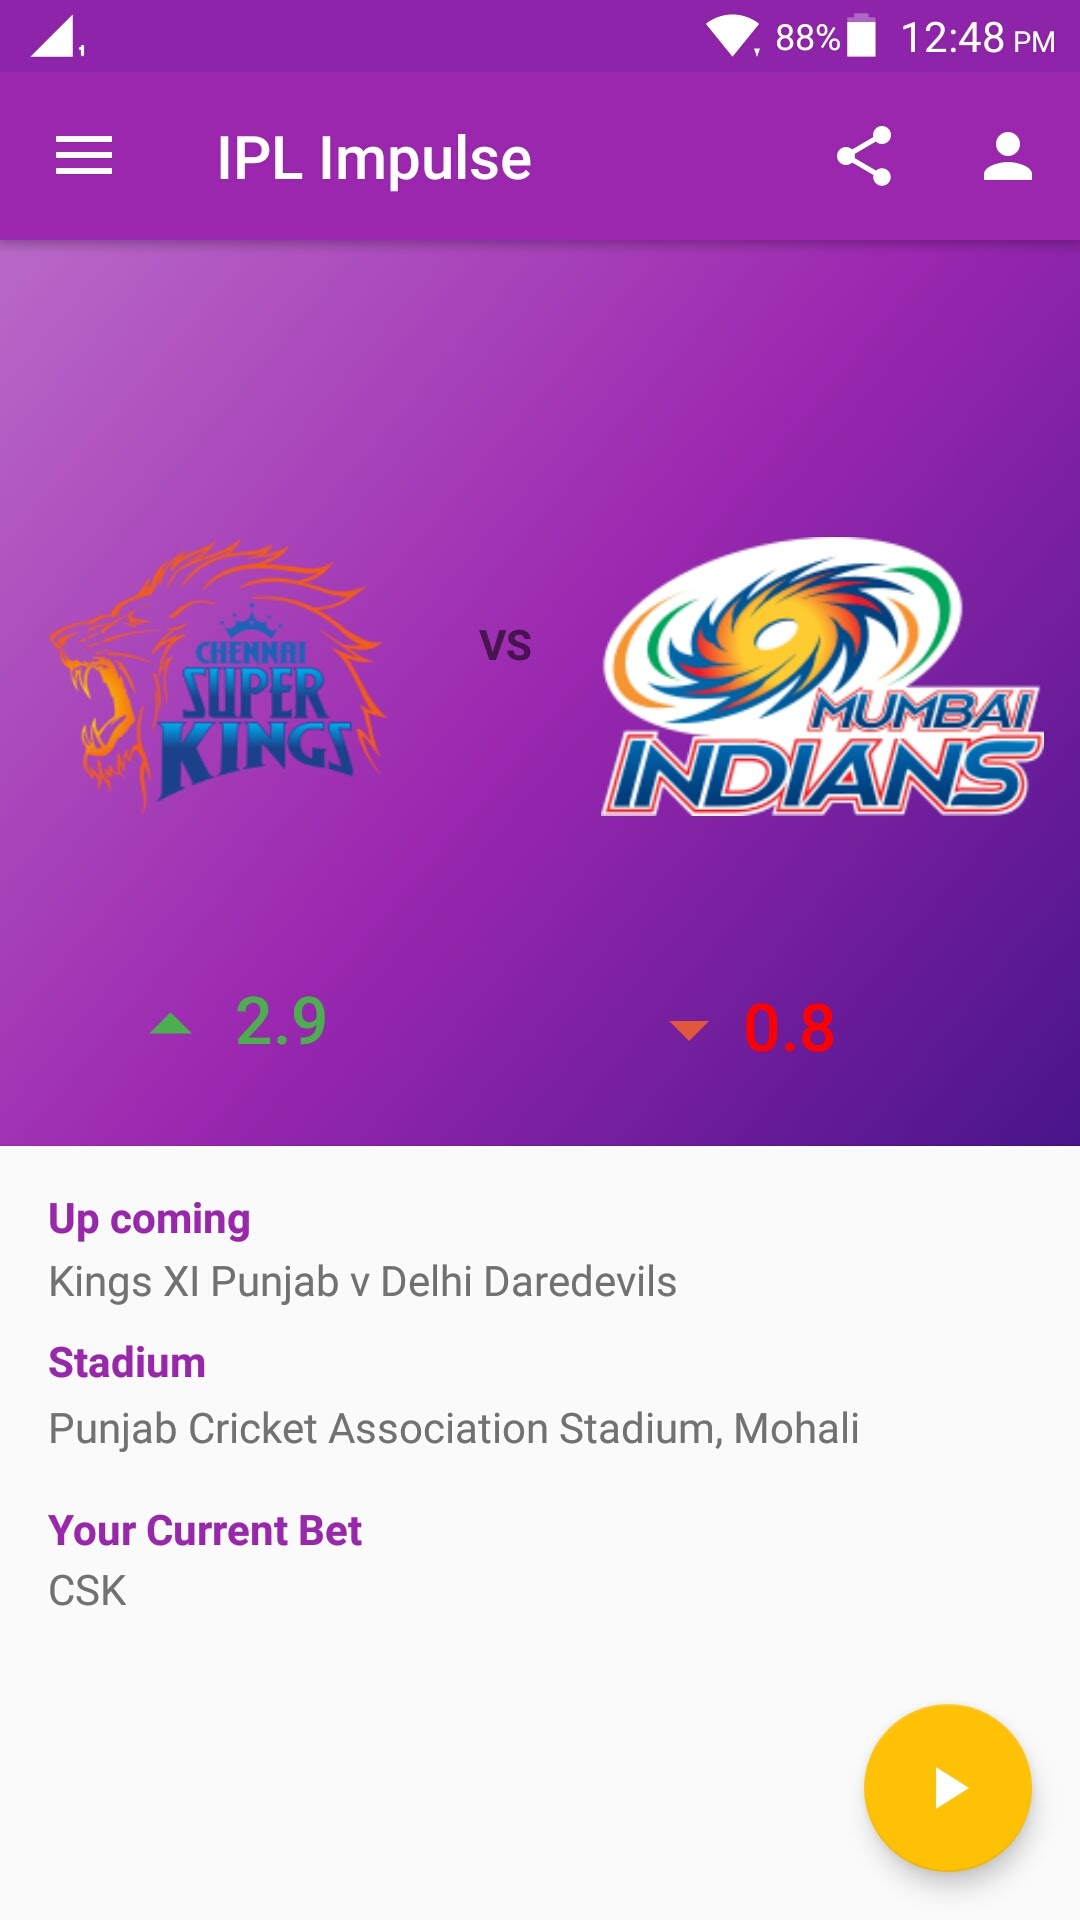 1 88% 12:48 PM
IPL Impulse
CHENNAI
SUPER
KINGS
VS
MUMBAI
INDIANS
2.9 0.8
Up coming
Kings XI Punjab v Delhi Daredevils
Stadium
Punjab Cricket Association Stadium, Mohali
Your Current Bet
CSK